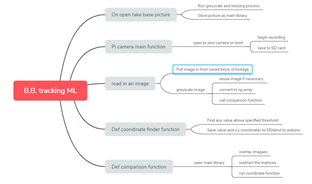 On open take base picture
Run greyscale and resizing process
Store picture as main library
Pi camera main function
open pi zero camera on boot
begin recording
save to SD card
B.B. tracking ML
read in an image
Pull image in from saved block of footage
greyscale image
resize image if necessary
convert to np array
call comparison function
Def coordinate finder function
Find any value above specified threshold
Save value and x,y coordinates to SD/send to arduino
Def comparison function
open main library
overlay images
subtract the matrices
run coordinate function